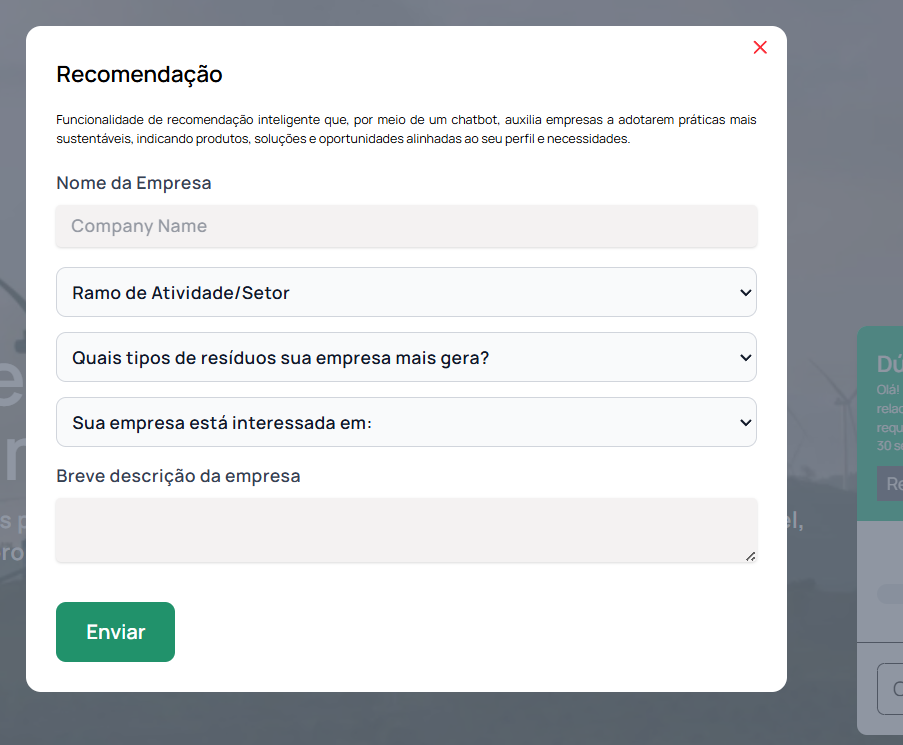 Recomendação
Funcionalidade de recomendação inteligente que, por meio de um chatbot, auxilia empresas a adotarem práticas mais
sustentáveis, indicando produtos, soluções e oportunidades alinhadas ao seu perfil e necessidades.
Nome da Empresa
Company Name
Ramo de Atividade/Setor
Quais tipos de resíduos sua empresa mais gera?
Sua empresa está interessada em:
Breve descrição da empresa
Enviar
Olá!
30